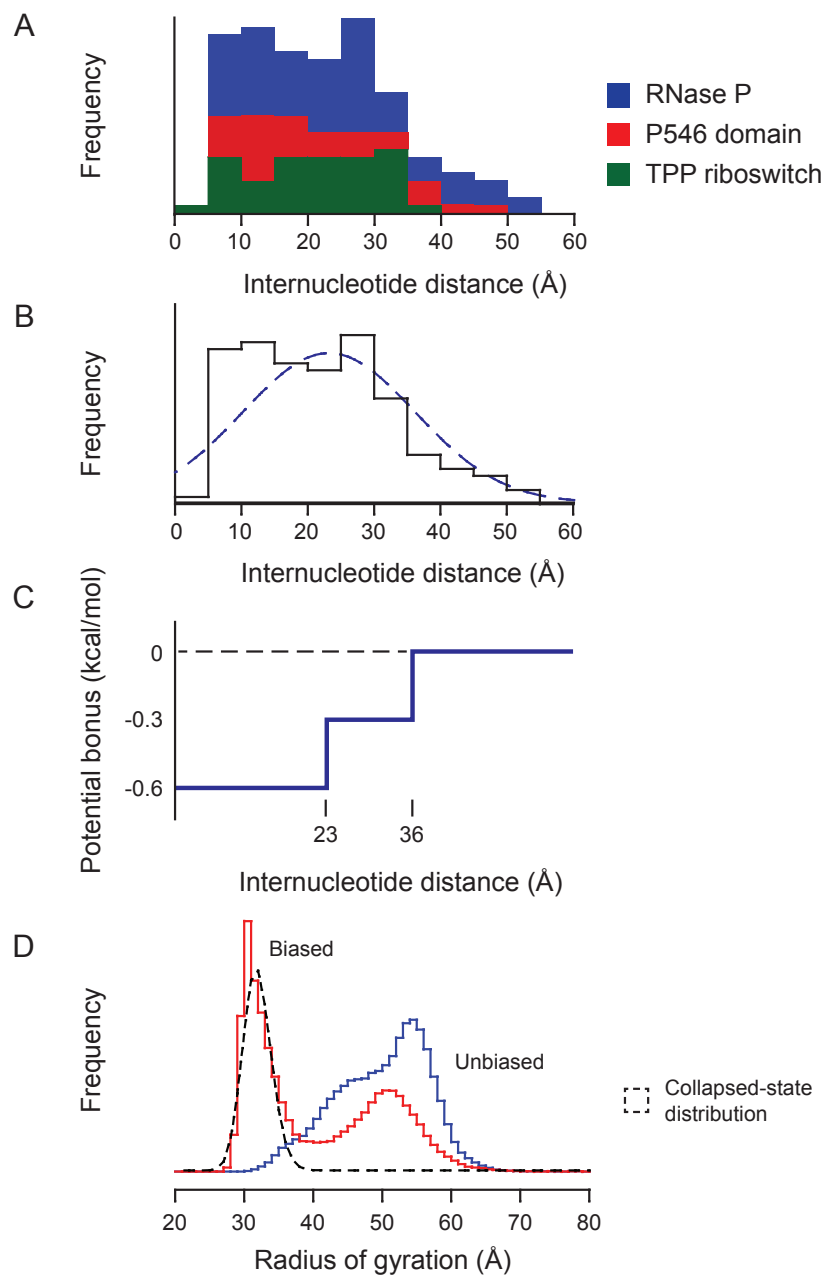 A
Frequency
RNase P
P546 domain
TPP riboswitch
0 10 20 30 40 50 60
Internucleotide distance (Å)
B
Frequency
0 10 20 30 40 50 60
Internucleotide distance (Å)
C
Potential bonus (kcal/mol)
0
-0.3
-0.6
23 36
Internucleotide distance (Å)
D
Frequency
Biased
Unbiased
Collapsed-state
distribution
20 30 40 50 60 70 80
Radius of gyration (Å)